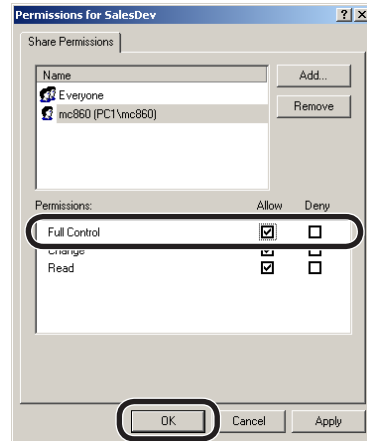 Permissions for SalesDev
Share Permissions
Name
Add...
Everyone
mc860 (PC1\mc860)
Remove
Permissions:
Allow Deny
Full Control
Change
Read
OK Cancel Apply